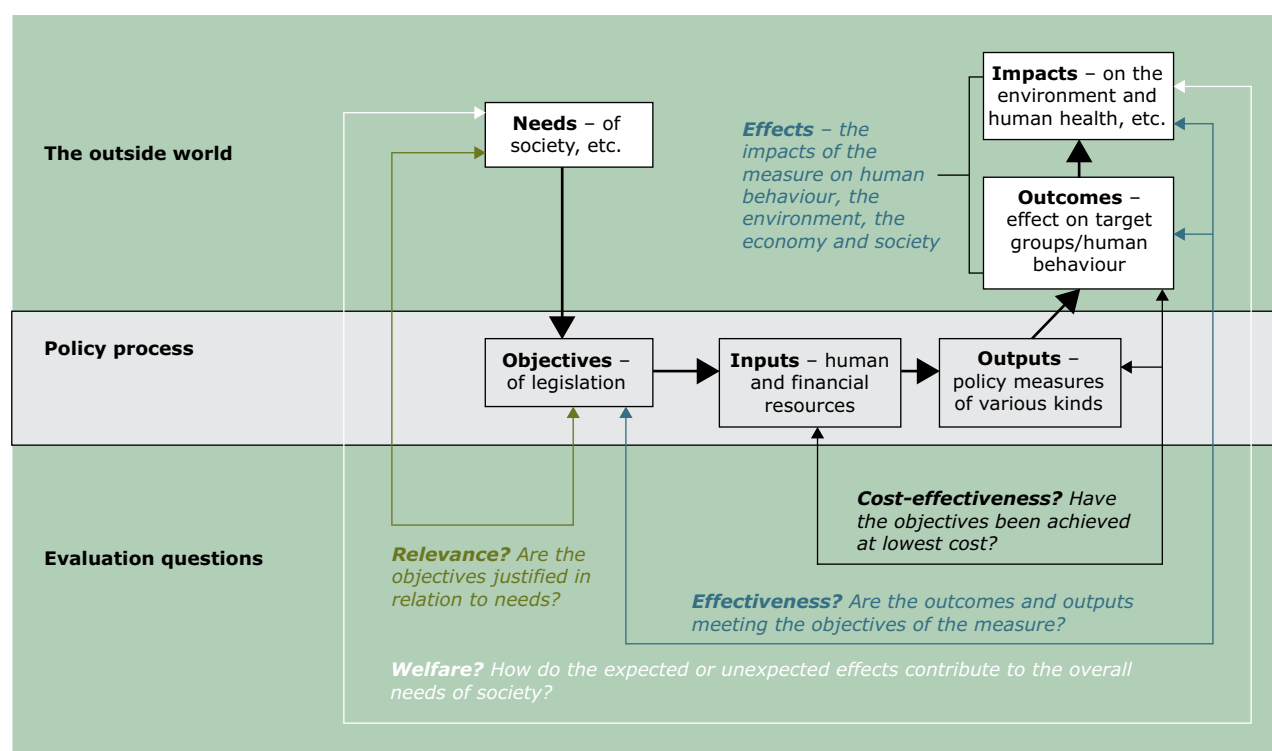 The outside world
Needs – of
society, etc.
Effects – the
impacts of the
measure on human
behaviour, the
environment, the
economy and society
Impacts – on the
environment and
human health, etc.
Outcomes –
effect on target
groups/human
behaviour
Policy process
Objectives –
of legislation
Inputs – human
and financial
resources
Outputs –
policy measures
of various kinds
Evaluation questions
Relevance? Are the
objectives justified in
relation to needs?
Cost-effectiveness? Have
the objectives been achieved
at lowest cost?
Effectiveness? Are the outcomes and outputs
meeting the objectives of the measure?
Welfare? How do the expected or unexpected effects contribute to the overall
needs of society?